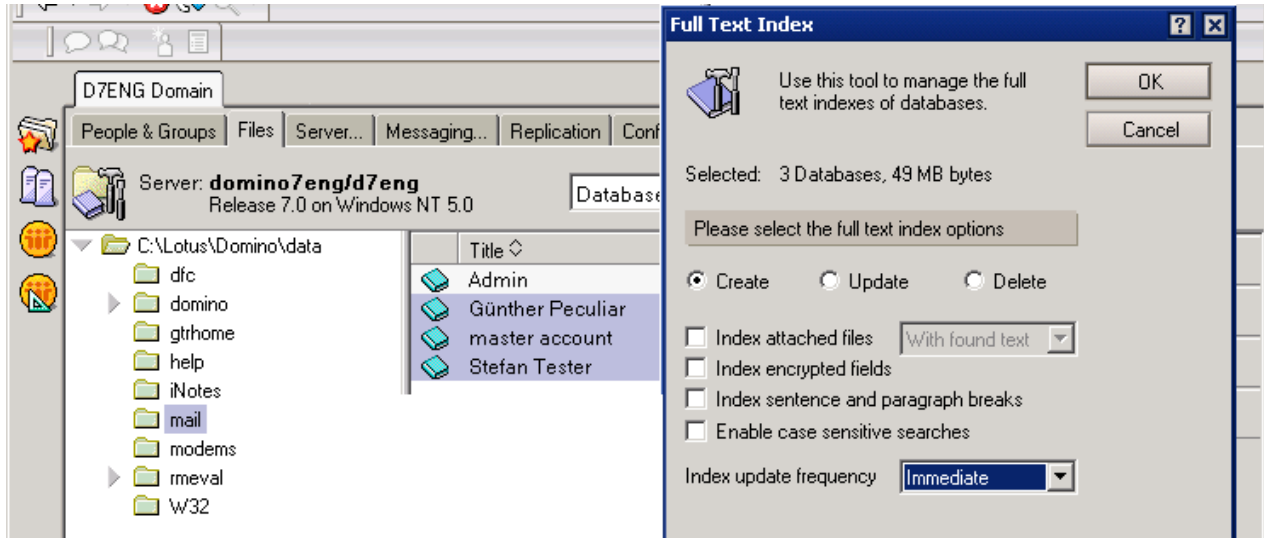 D7ENG Domain
People & Groups Files Server... Messaging... Replication Conf
Server: domino7eng/d7eng
Release 7.0 on Windows NT 5.0
Database
C:\Lotus\Domino\data
dfc
domino
gtrhome
help
iNotes
mail
modems
rmeval
W32
Title
Admin
Günther Peculiar
master account
Stefan Tester
Full Text Index
Use this tool to manage the full
text indexes of databases.
OK
Cancel
Selected: 3 Databases, 49 MB bytes
Please select the full text index options
Create Update Delete
Index attached files With found text
Index encrypted fields
Index sentence and paragraph breaks
Enable case sensitive searches
Index update frequency Immediate